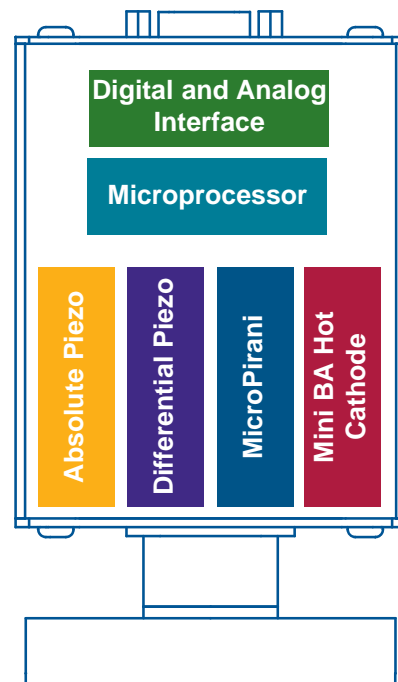 Digital and Analog
Interface
Microprocessor
Absolute Piezo
Differential Piezo
MicroPirani
Mini BA Hot
Cathode